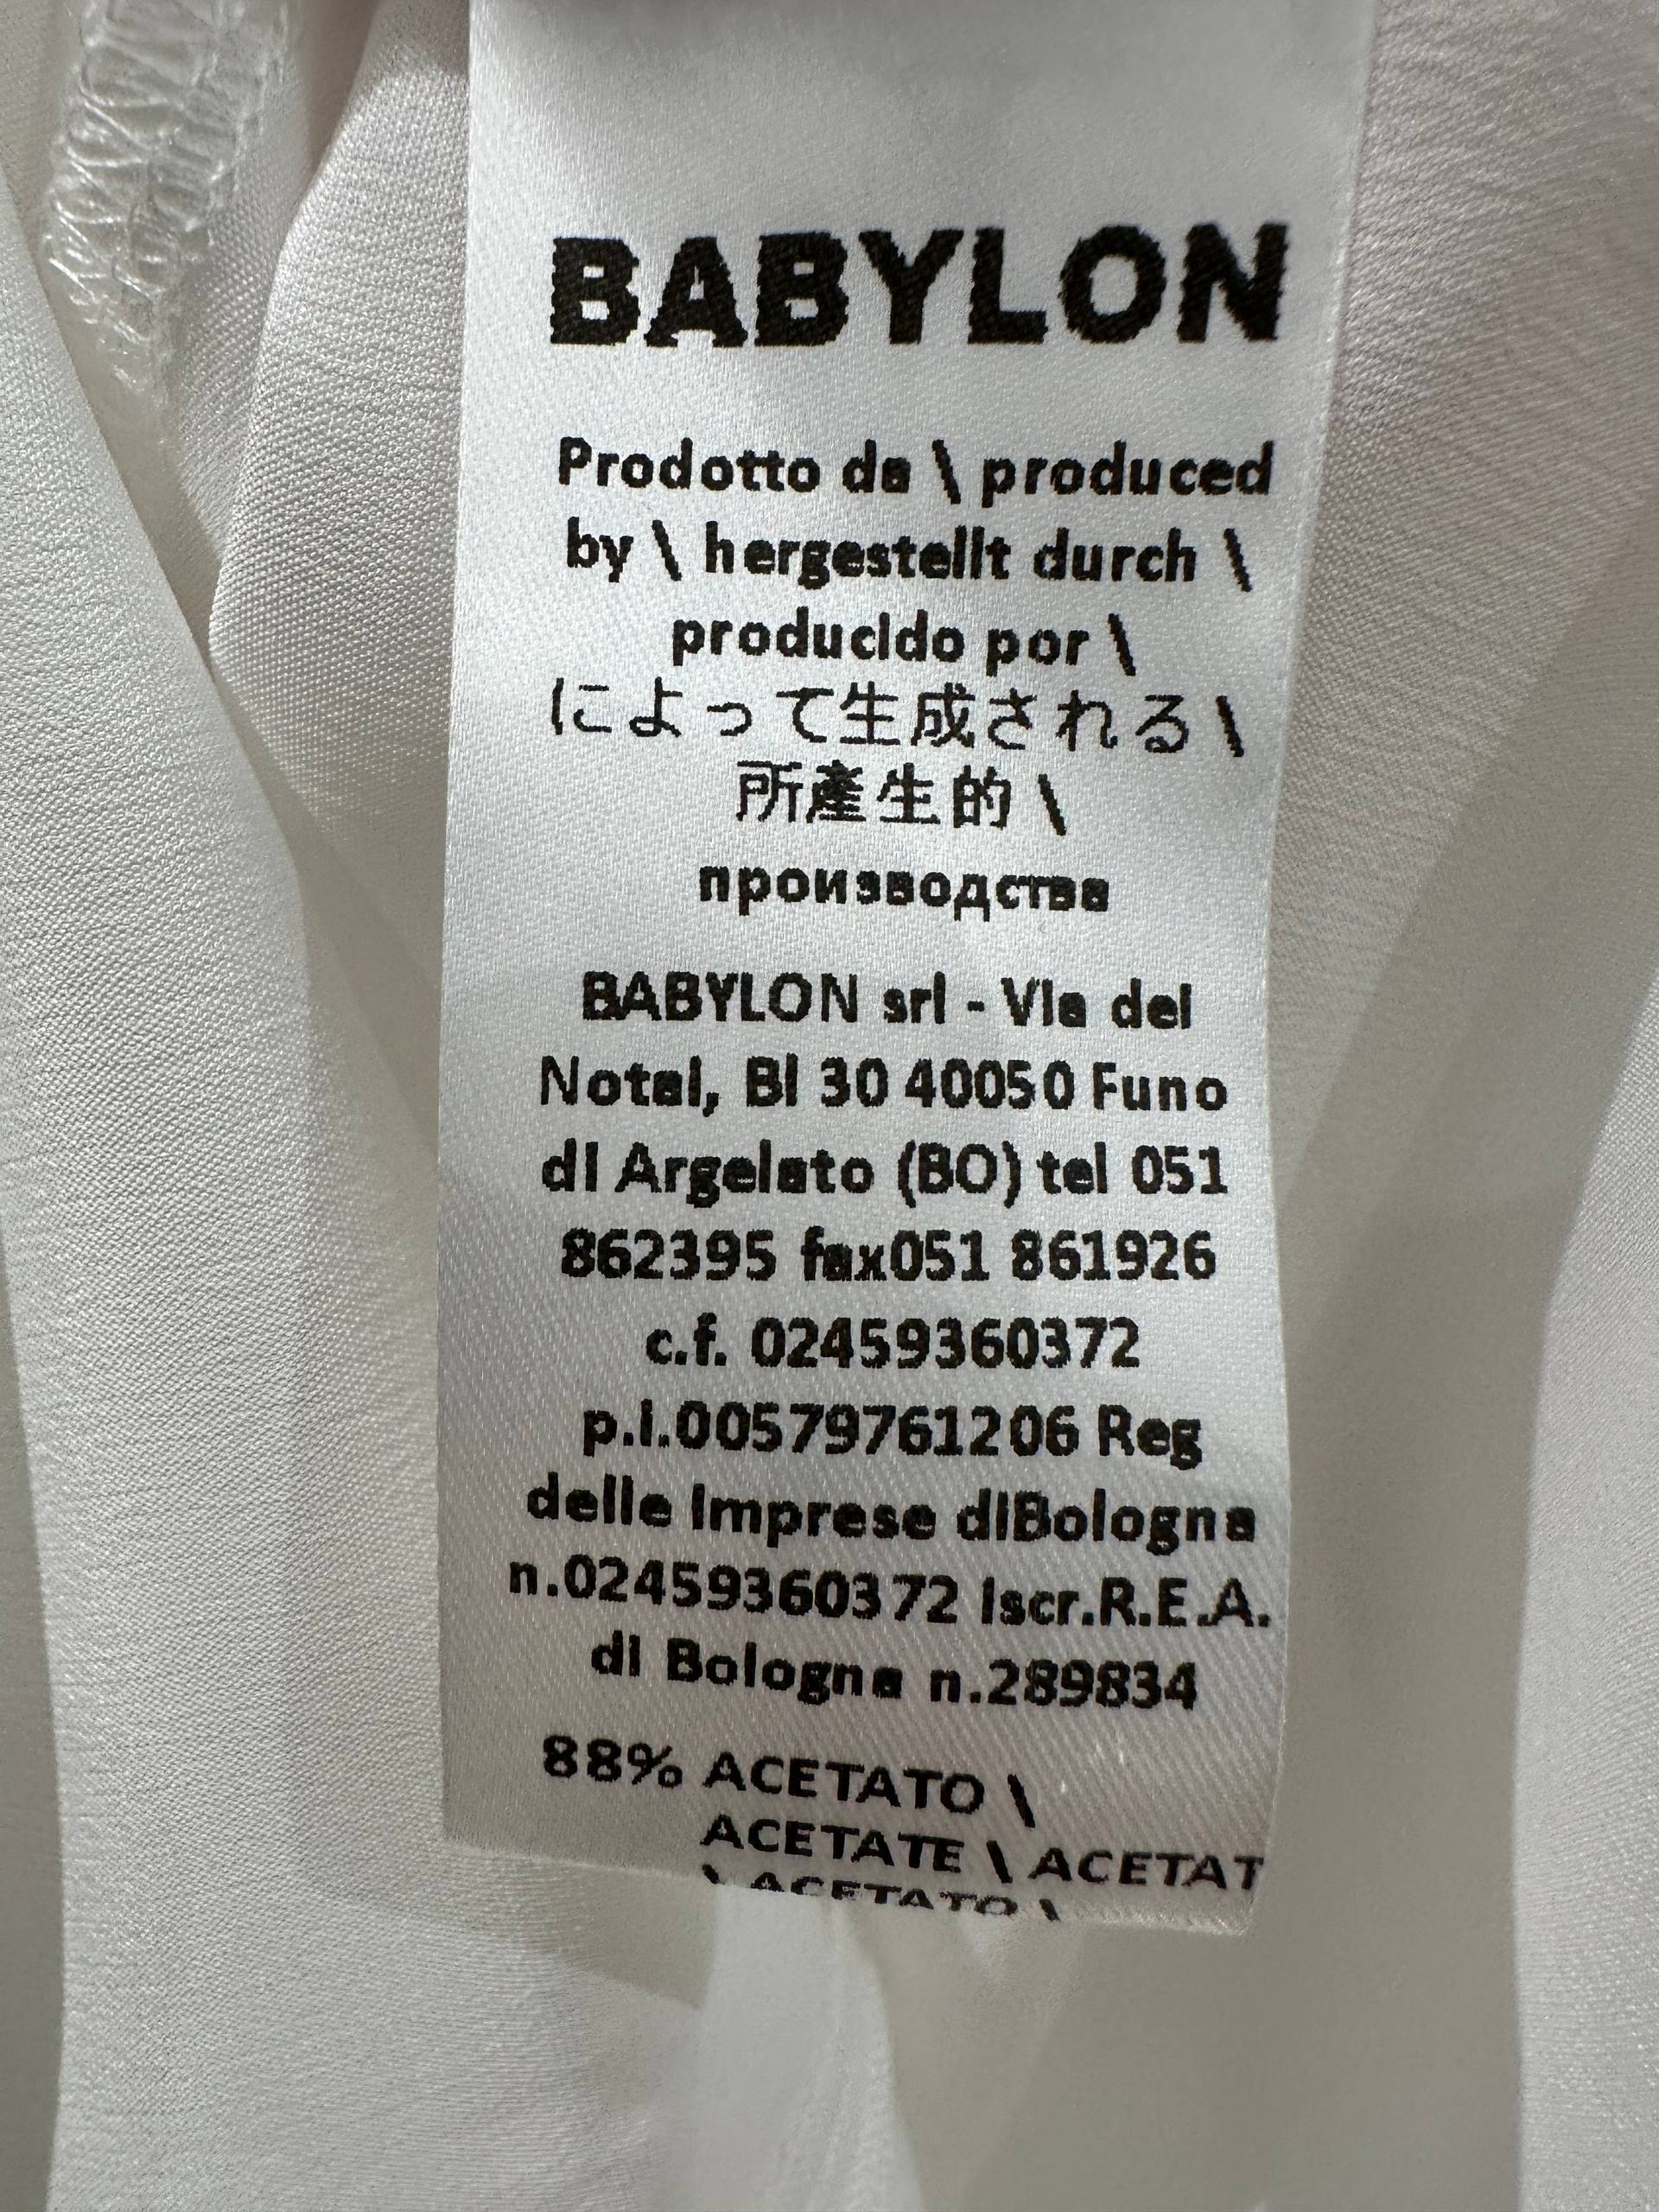 BABYLON
Prodotto da \ produced
by \ hergestellt durch \
producido por \
によって生成される \
所產生的 \
производства
BABYLON srl - Via dei
Notai, Bl 30 40050 Funo
di Argelato (BO) tel 051
862395 fax051 861926
c.f. 02459360372
p.i.00579761206 Reg
delle Imprese diBologna
n.02459360372 Iscr.R.E.A.
di Bologna n.289834
88% ACETATO \
ACETATE \ ACETAT
\ ACETATO \